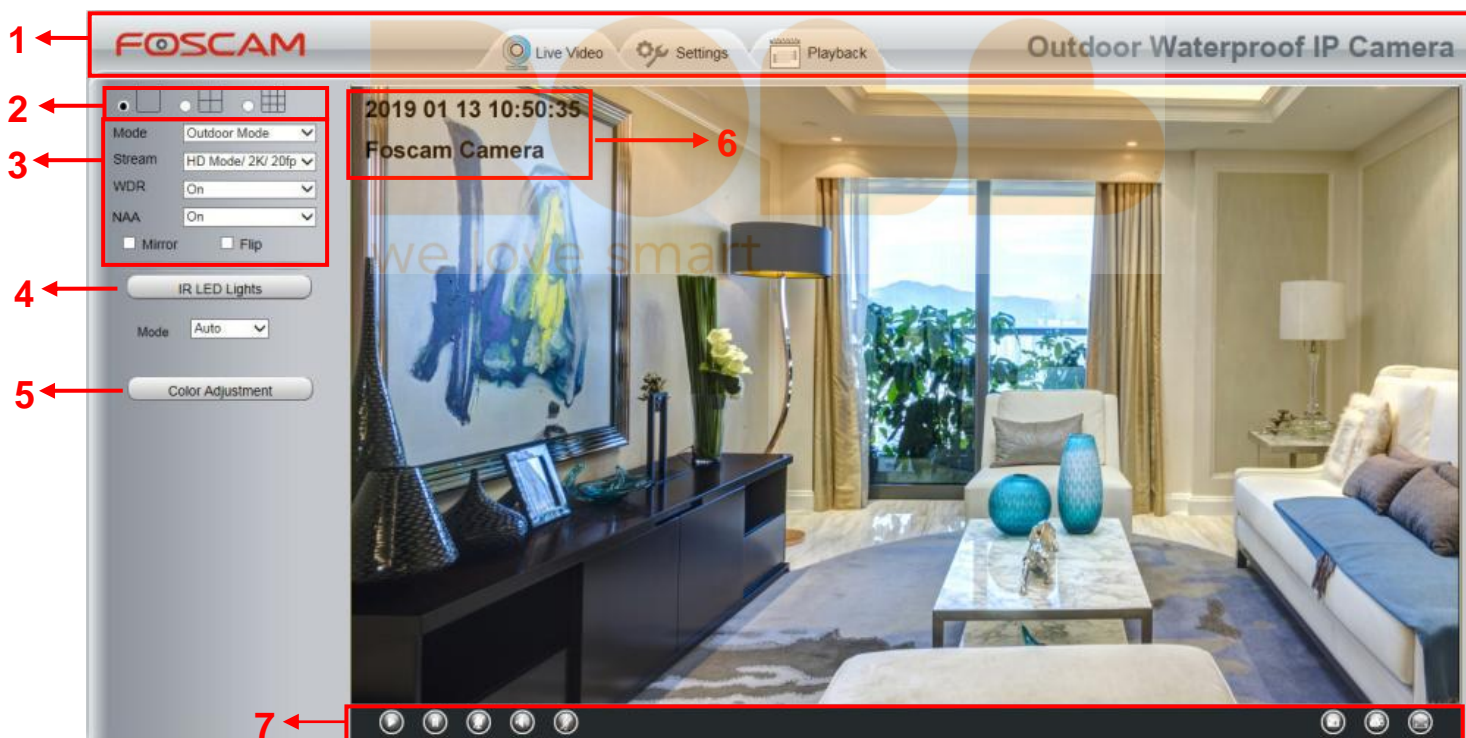 1
FOSCAM
Live Video
Settings
Playback
Outdoor Waterproof IP Camera
2
3
Mode
Outdoor Mode
Stream
HD Mode/ 2K/ 20fp
WDR
On
NAA
On
Mirror
Flip
4
IR LED Lights
Mode
Auto
5
Color Adjustment
2019 01 13 10:50:35
Foscam Camera
6
we love smart
7